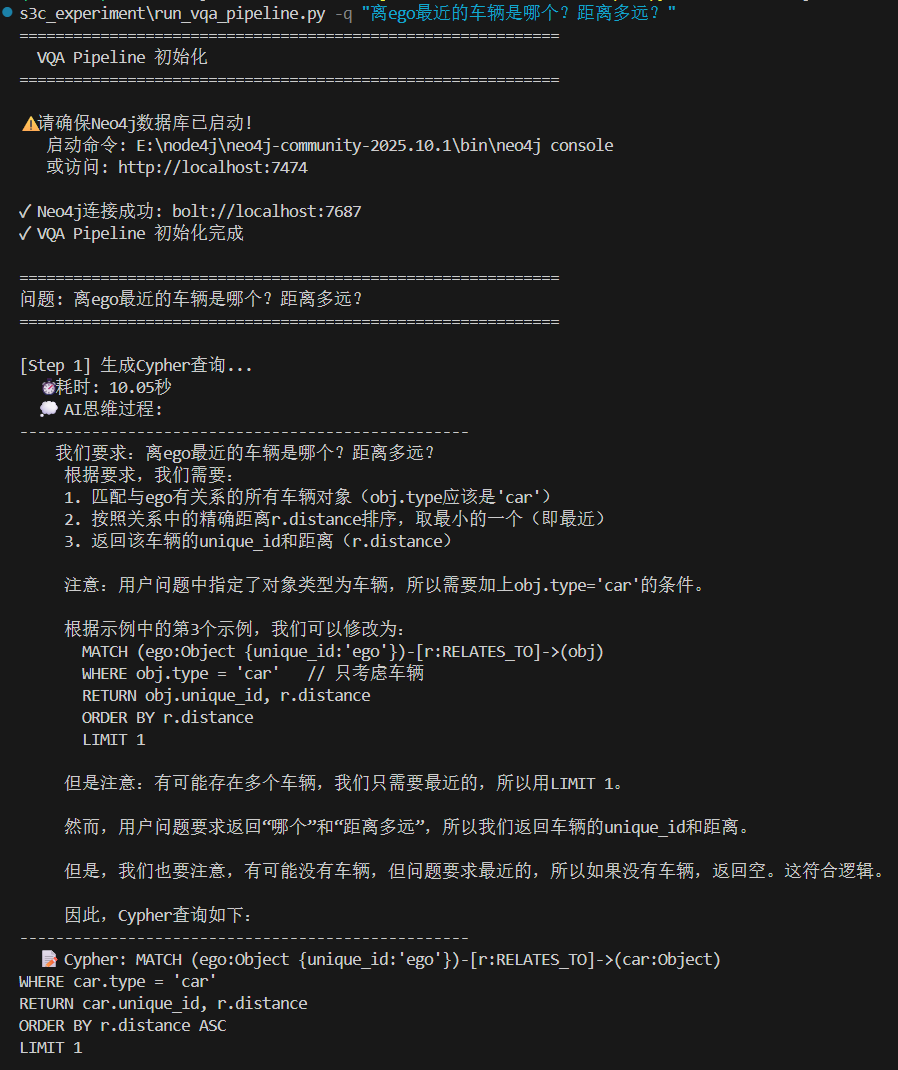 s3c_experiment\run_vqa_pipeline.py -q "离ego最近的车辆是哪个? 距离多远? "
============================================================
VQA Pipeline 初始化
============================================================
⚠️请确保Neo4j数据库已启动!
启动命令: E:\node4j\neo4j-community-2025.10.1\bin\neo4j console
或访问: http://localhost:7474
✓ Neo4j连接成功: bolt://localhost:7687
✓ VQA Pipeline 初始化完成
============================================================
问题: 离ego最近的车辆是哪个? 距离多远?
============================================================
[Step 1] 生成Cypher查询...
⏱️耗时: 10.05秒
💭 AI思维过程:
--------------------------------------------------
我们要求: 离ego最近的车辆是哪个? 距离多远?
根据要求, 我们需要:
1. 匹配与ego有关系的所有车辆对象 (obj.type应该是'car')
2. 按照关系中的精确距离r.distance排序, 取最小的一个 (即最近)
3. 返回该车辆的unique_id和距离 (r.distance)
注意: 用户问题中指定了对象类型为车辆, 所以需要加上obj.type='car'的条件。
根据示例中的第3个示例, 我们可以修改为:
MATCH (ego:Object {unique_id:'ego'})-[r:RELATES_TO]->(obj)
WHERE obj.type = 'car'   // 只考虑车辆
RETURN obj.unique_id, r.distance
ORDER BY r.distance
LIMIT 1
但是注意: 有可能存在多个车辆, 我们只需要最近的, 所以用LIMIT 1。
然而, 用户问题要求返回“哪个”和“距离多远”, 所以我们返回车辆的unique_id和距离。
但是, 我们也要注意, 有可能没有车辆, 但问题要求最近的, 所以如果没有车辆, 返回空。这符合逻辑。
因此, Cypher查询如下:
--------------------------------------------------
📝 Cypher: MATCH (ego:Object {unique_id:'ego'})-[r:RELATES_TO]->(car:Object)
WHERE car.type = 'car'
RETURN car.unique_id, r.distance
ORDER BY r.distance ASC
LIMIT 1